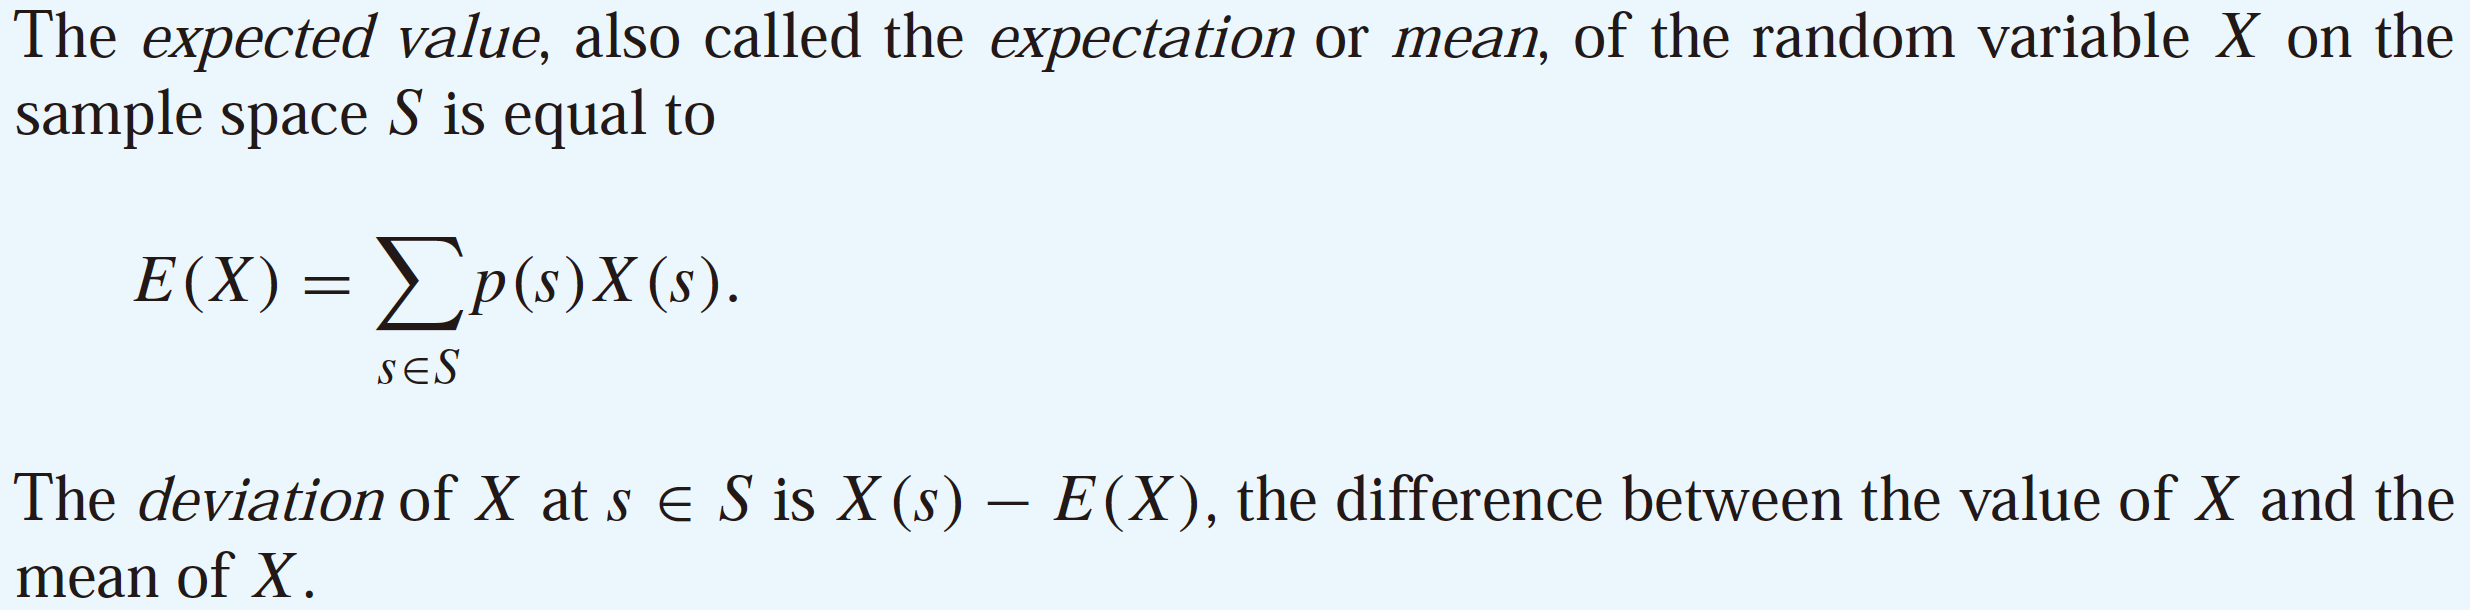 The expected value, also called the expectation or mean, of the random variable X on the
sample space S is equal to
E(X) = ∑ p(s)X(s).
s∈S
The deviation of X at s ∈ S is X(s) − E(X), the difference between the value of X and the
mean of X.